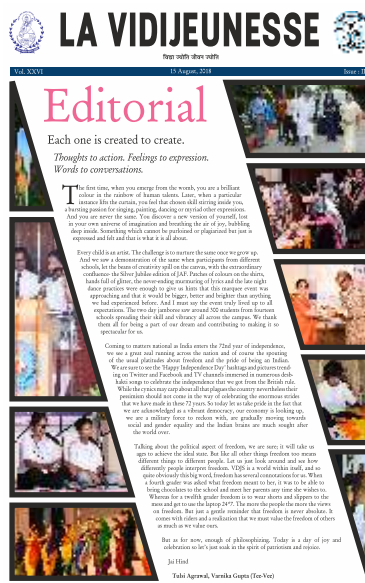 LA VIDIJEUNESSE
विद्या ज्योति जीवन ज्योति
Vol. XXVI 15 August, 2018 Issue : II
Editorial
Each one is created to create.
Thoughts to action. Feelings to expression.
Words to conversations.
The first time, when you emerge from the womb, you are a brilliant
colour in the rainbow of human talents. Later, when a particular
instance lifts the curtain, you feel that chosen skill stirring inside you,
a bursting passion for singing, painting, dancing or myriad other expressions.
And you are never the same. You discover a new version of yourself, lost
in your own universe of imagination and breathing the air of joy, bubbling
deep inside. Something which cannot be purloined or plagiarized but just is
expressed and felt and that is what it is all about.
Every child is an artist. The challenge is to nurture the same once we grow up.
And we saw a demonstration of the same when participants from different
schools, let the beans of creativity spill on the canvas, with the extraordinary
confluence- the Silver Jubilee edition of JAF. Patches of colours on the shirts,
hands full of glitter, the never-ending murmuring of lyrics and the late night
dance practices were enough to give us hints that this marquee event was
approaching and that it would be bigger, better and brighter than anything
we had experienced before. And I must say the event truly lived up to all
expectations. The two day jamboree saw around 300 students from fourteen
schools spreading their skill and vibrancy all across the campus. We thank
them all for being a part of our dream and contributing to making it so
spectacular for us.
Coming to matters national as India enters the 72nd year of independence,
we see a great zeal running across the nation and of course the spouting
of the usual platitudes about freedom and the pride of being an Indian.
We are sure to see the 'Happy Independence Day' hashtags and pictures trend-
ing on Twitter and Facebook and TV channels immersed in numerous desh-
bhakti songs to celebrate the independence that we got from the British rule.
While the cynics may carp about all that plagues the country nevertheless their
pessimism should not come in the way of celebrating the enormous strides
that we have made in these 72 years. So today let us take pride in the fact that
we are acknowledged as a vibrant democracy, our economy is looking up,
we are a military force to reckon with, are gradually moving towards
social and gender equality and the Indian brains are much sought after
the world over.
Talking about the political aspect of freedom, we are sure; it will take us
ages to achieve the ideal state. But like all other things freedom too means
different things to different people. Let us just look around and see how
differently people interpret freedom. VDJS is a world within itself, and so
quite obviously this big word, freedom has several connotations for us. When
a fourth grader was asked what freedom meant to her, it was to be able to
bring chocolates to the school and meet her parents any time she wishes to.
Whereas for a twelfth grader freedom is to wear shorts and slippers to the
mess and get to use the laptop 24*7. The more the people the more the views
on freedom. But just a gentle reminder that freedom is never absolute. It
comes with riders and a realization that we must value the freedom of others
as much as we value ours.
But as for now, enough of philosophizing. Today is a day of joy and
celebration so let's just soak in the spirit of patriotism and rejoice.
Jai Hind
Tulsi Agrawal, Varnika Gupta (Tee-Vee)